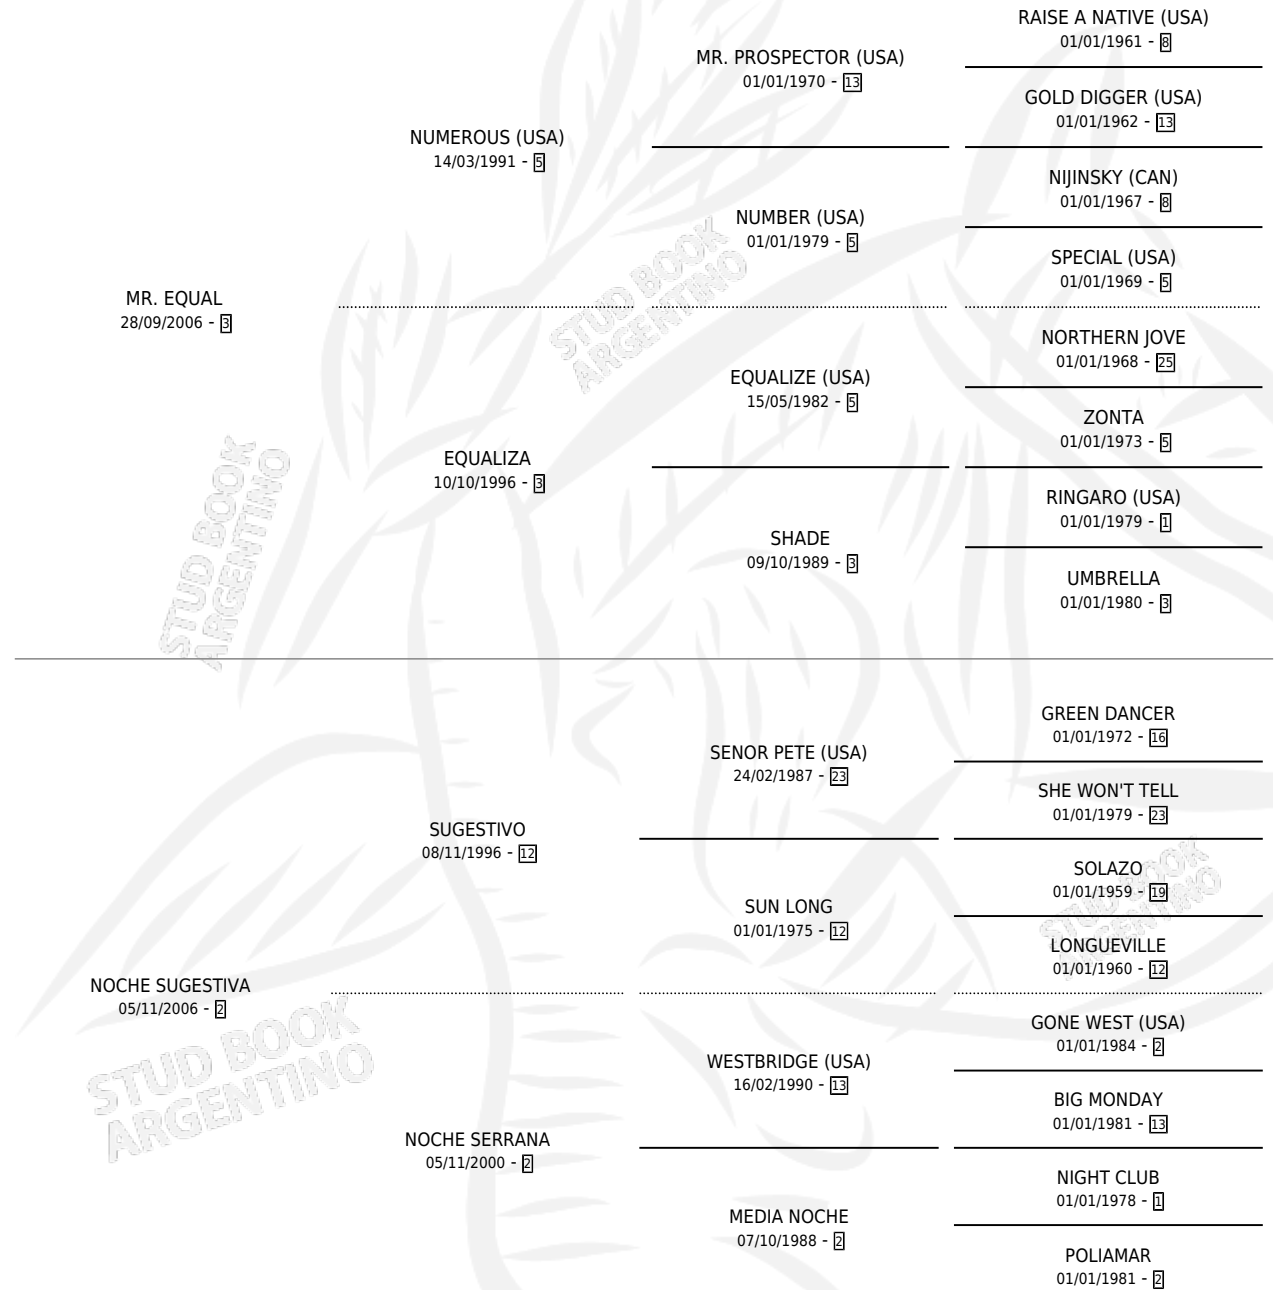 RAISE A NATIVE (USA)
01/01/1961 - 8
MR. PROSPECTOR (USA)
01/01/1970 - 13
GOLD DIGGER (USA)
01/01/1962 - 13
NUMEROUS (USA)
14/03/1991 - 5
NIJINSKY (CAN)
01/01/1967 - 8
NUMBER (USA)
01/01/1979 - 5
SPECIAL (USA)
01/01/1969 - 5
MR. EQUAL
28/09/2006 - 3
NORTHERN JOVE
01/01/1968 - 25
EQUALIZE (USA)
15/05/1982 - 5
ZONTA
01/01/1973 - 5
EQUALIZA
10/10/1996 - 3
RINGARO (USA)
01/01/1979 - 1
SHADE
09/10/1989 - 3
UMBRELLA
01/01/1980 - 3
GREEN DANCER
01/01/1972 - 16
SENOR PETE (USA)
24/02/1987 - 23
SHE WON'T TELL
01/01/1979 - 23
SUGESTIVO
08/11/1996 - 12
SOLAZO
01/01/1959 - 19
SUN LONG
01/01/1975 - 12
LONGUEVILLE
01/01/1960 - 12
NOCHE SUGESTIVA
05/11/2006 - 2
GONE WEST (USA)
01/01/1984 - 2
WESTBRIDGE (USA)
16/02/1990 - 13
BIG MONDAY
01/01/1981 - 13
NOCHE SERRANA
05/11/2000 - 2
NIGHT CLUB
01/01/1978 - 1
MEDIA NOCHE
07/10/1988 - 2
POLIAMAR
01/01/1981 - 2
STUD BOOK
ARGENTINO
STUD BOOK
ARGENTINO
STUD BOOK
ARGENTINO
STUD BOOK
ARGENTINO